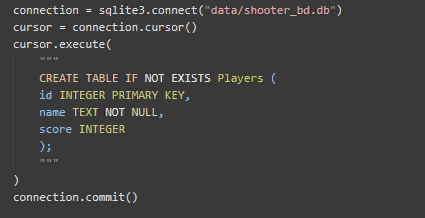 connection = sqlite3.connect("data/shooter_bd.db")
cursor = connection.cursor()
cursor.execute(
    """
    CREATE TABLE IF NOT EXISTS Players (
    id INTEGER PRIMARY KEY,
    name TEXT NOT NULL,
    score INTEGER
    );
    """
)
connection.commit()